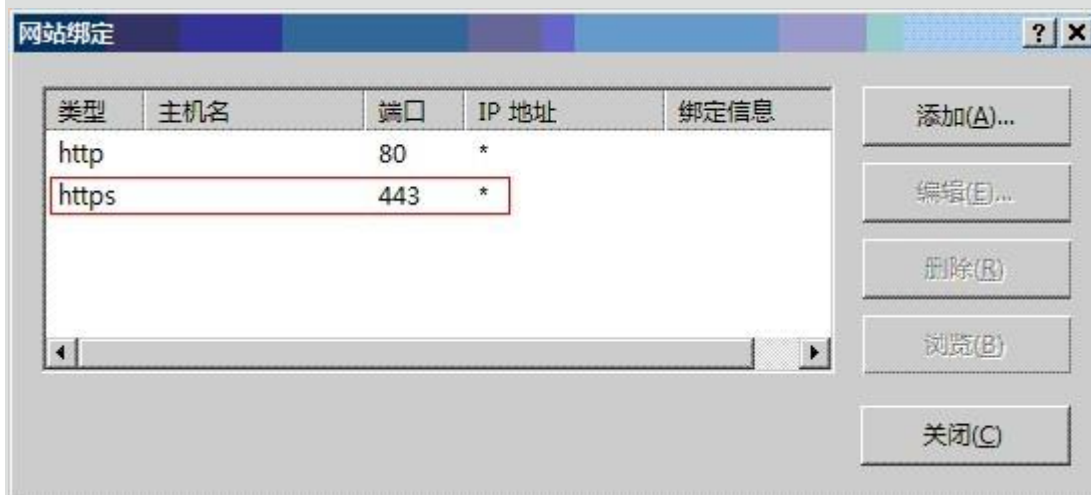 网站绑定
类型 主机名 端口 IP 地址 绑定信息
http 80 *
https 443 *
添加(A)...
编辑(E)...
删除(R)
浏览(B)
关闭(C)